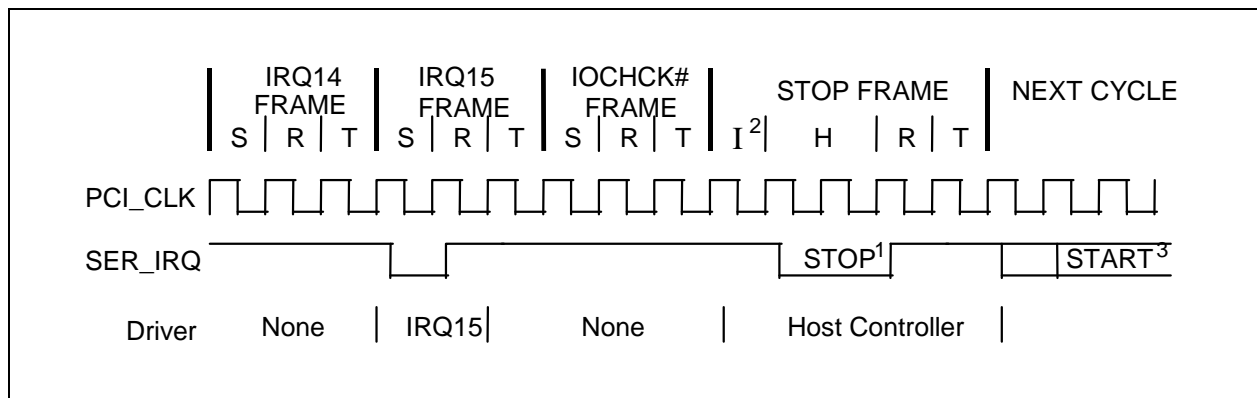 IRQ14 FRAME IRQ15 FRAME IOCHCK# FRAME STOP FRAME NEXT CYCLE
S R T S R T S R T I² H R T
PCI_CLK
SER_IRQ STOP¹ START³
Driver None IRQ15 None Host Controller